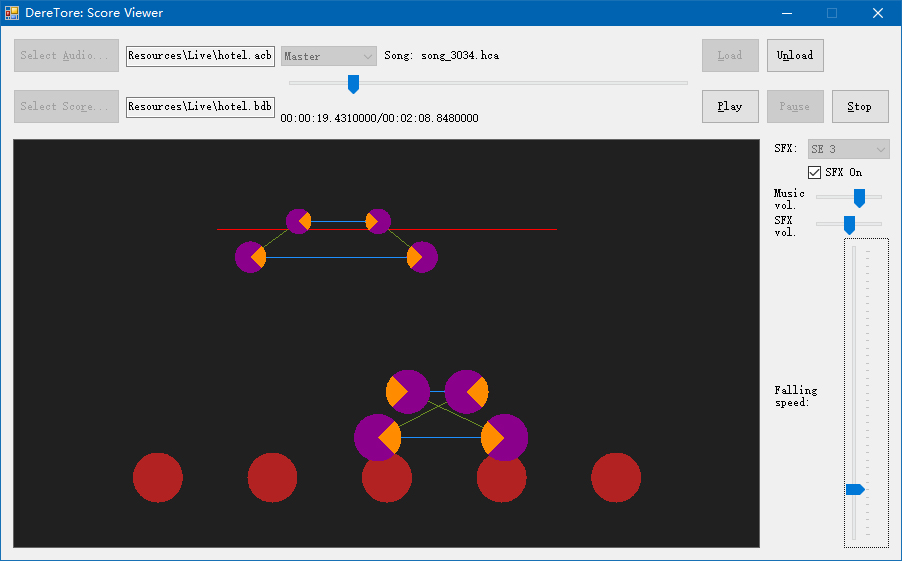 DereTore: Score Viewer
Select Audio...
Resources\Live\hotel.acb
Master
Song: song_3034.hca
Load
Unload
Select Score...
Resources\Live\hotel.bdb
00:00:19.4310000/00:02:08.8480000
Play
Pause
Stop
SFX:
SE 3
SFX On
Music
vol.
SFX
vol.
Falling
speed: